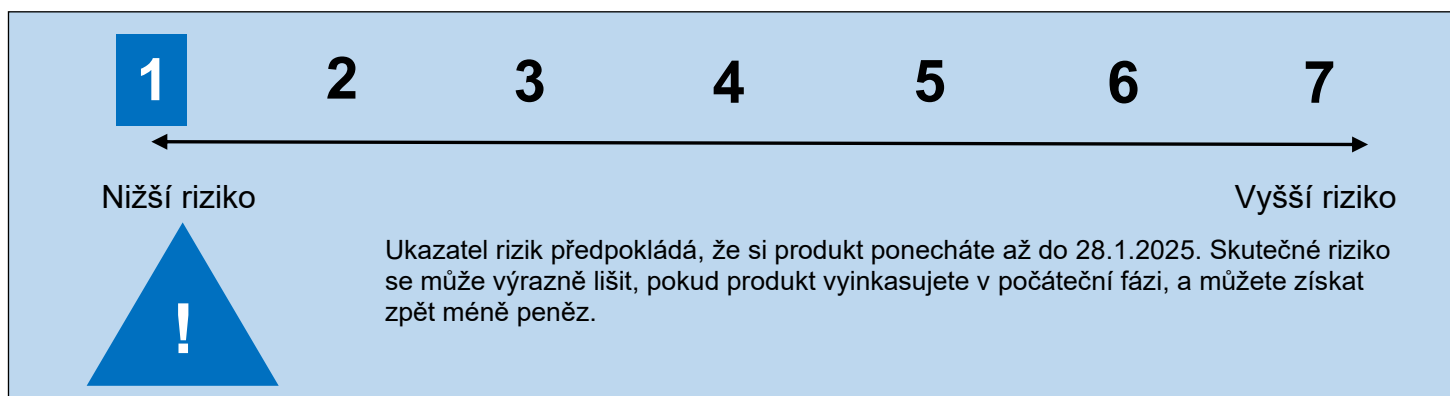 1 2 3 4 5 6 7
Nižší riziko Vyšší riziko
Ukazatel rizik předpokládá, že si produkt ponecháte až do 28.1.2025. Skutečné riziko
se může výrazně lišit, pokud produkt vyinkasujete v počáteční fázi, a můžete získat
zpět méně peněz.
!